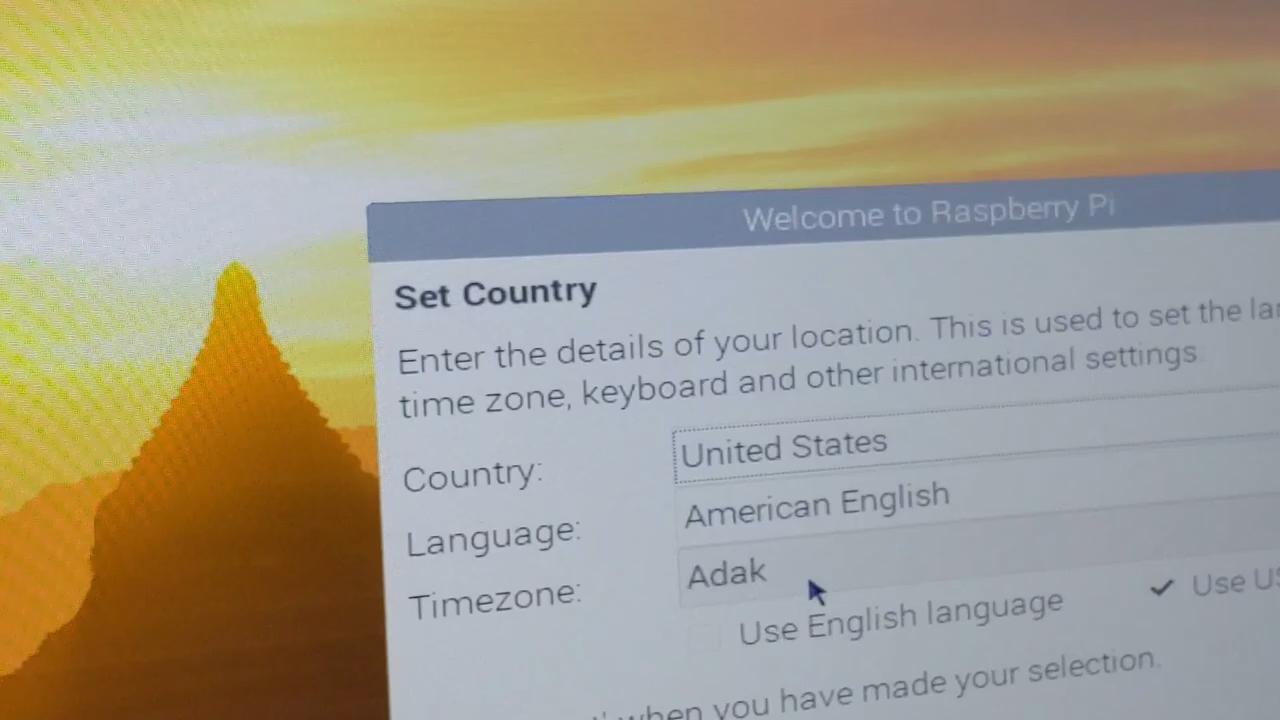 Welcome to Raspberry Pi
Set Country
Enter the details of your location. This is used to set the
time zone, keyboard and other international settings.
Country: United States
Language: American English
Timezone: Adak
Use English language Use
when you have made your selection.